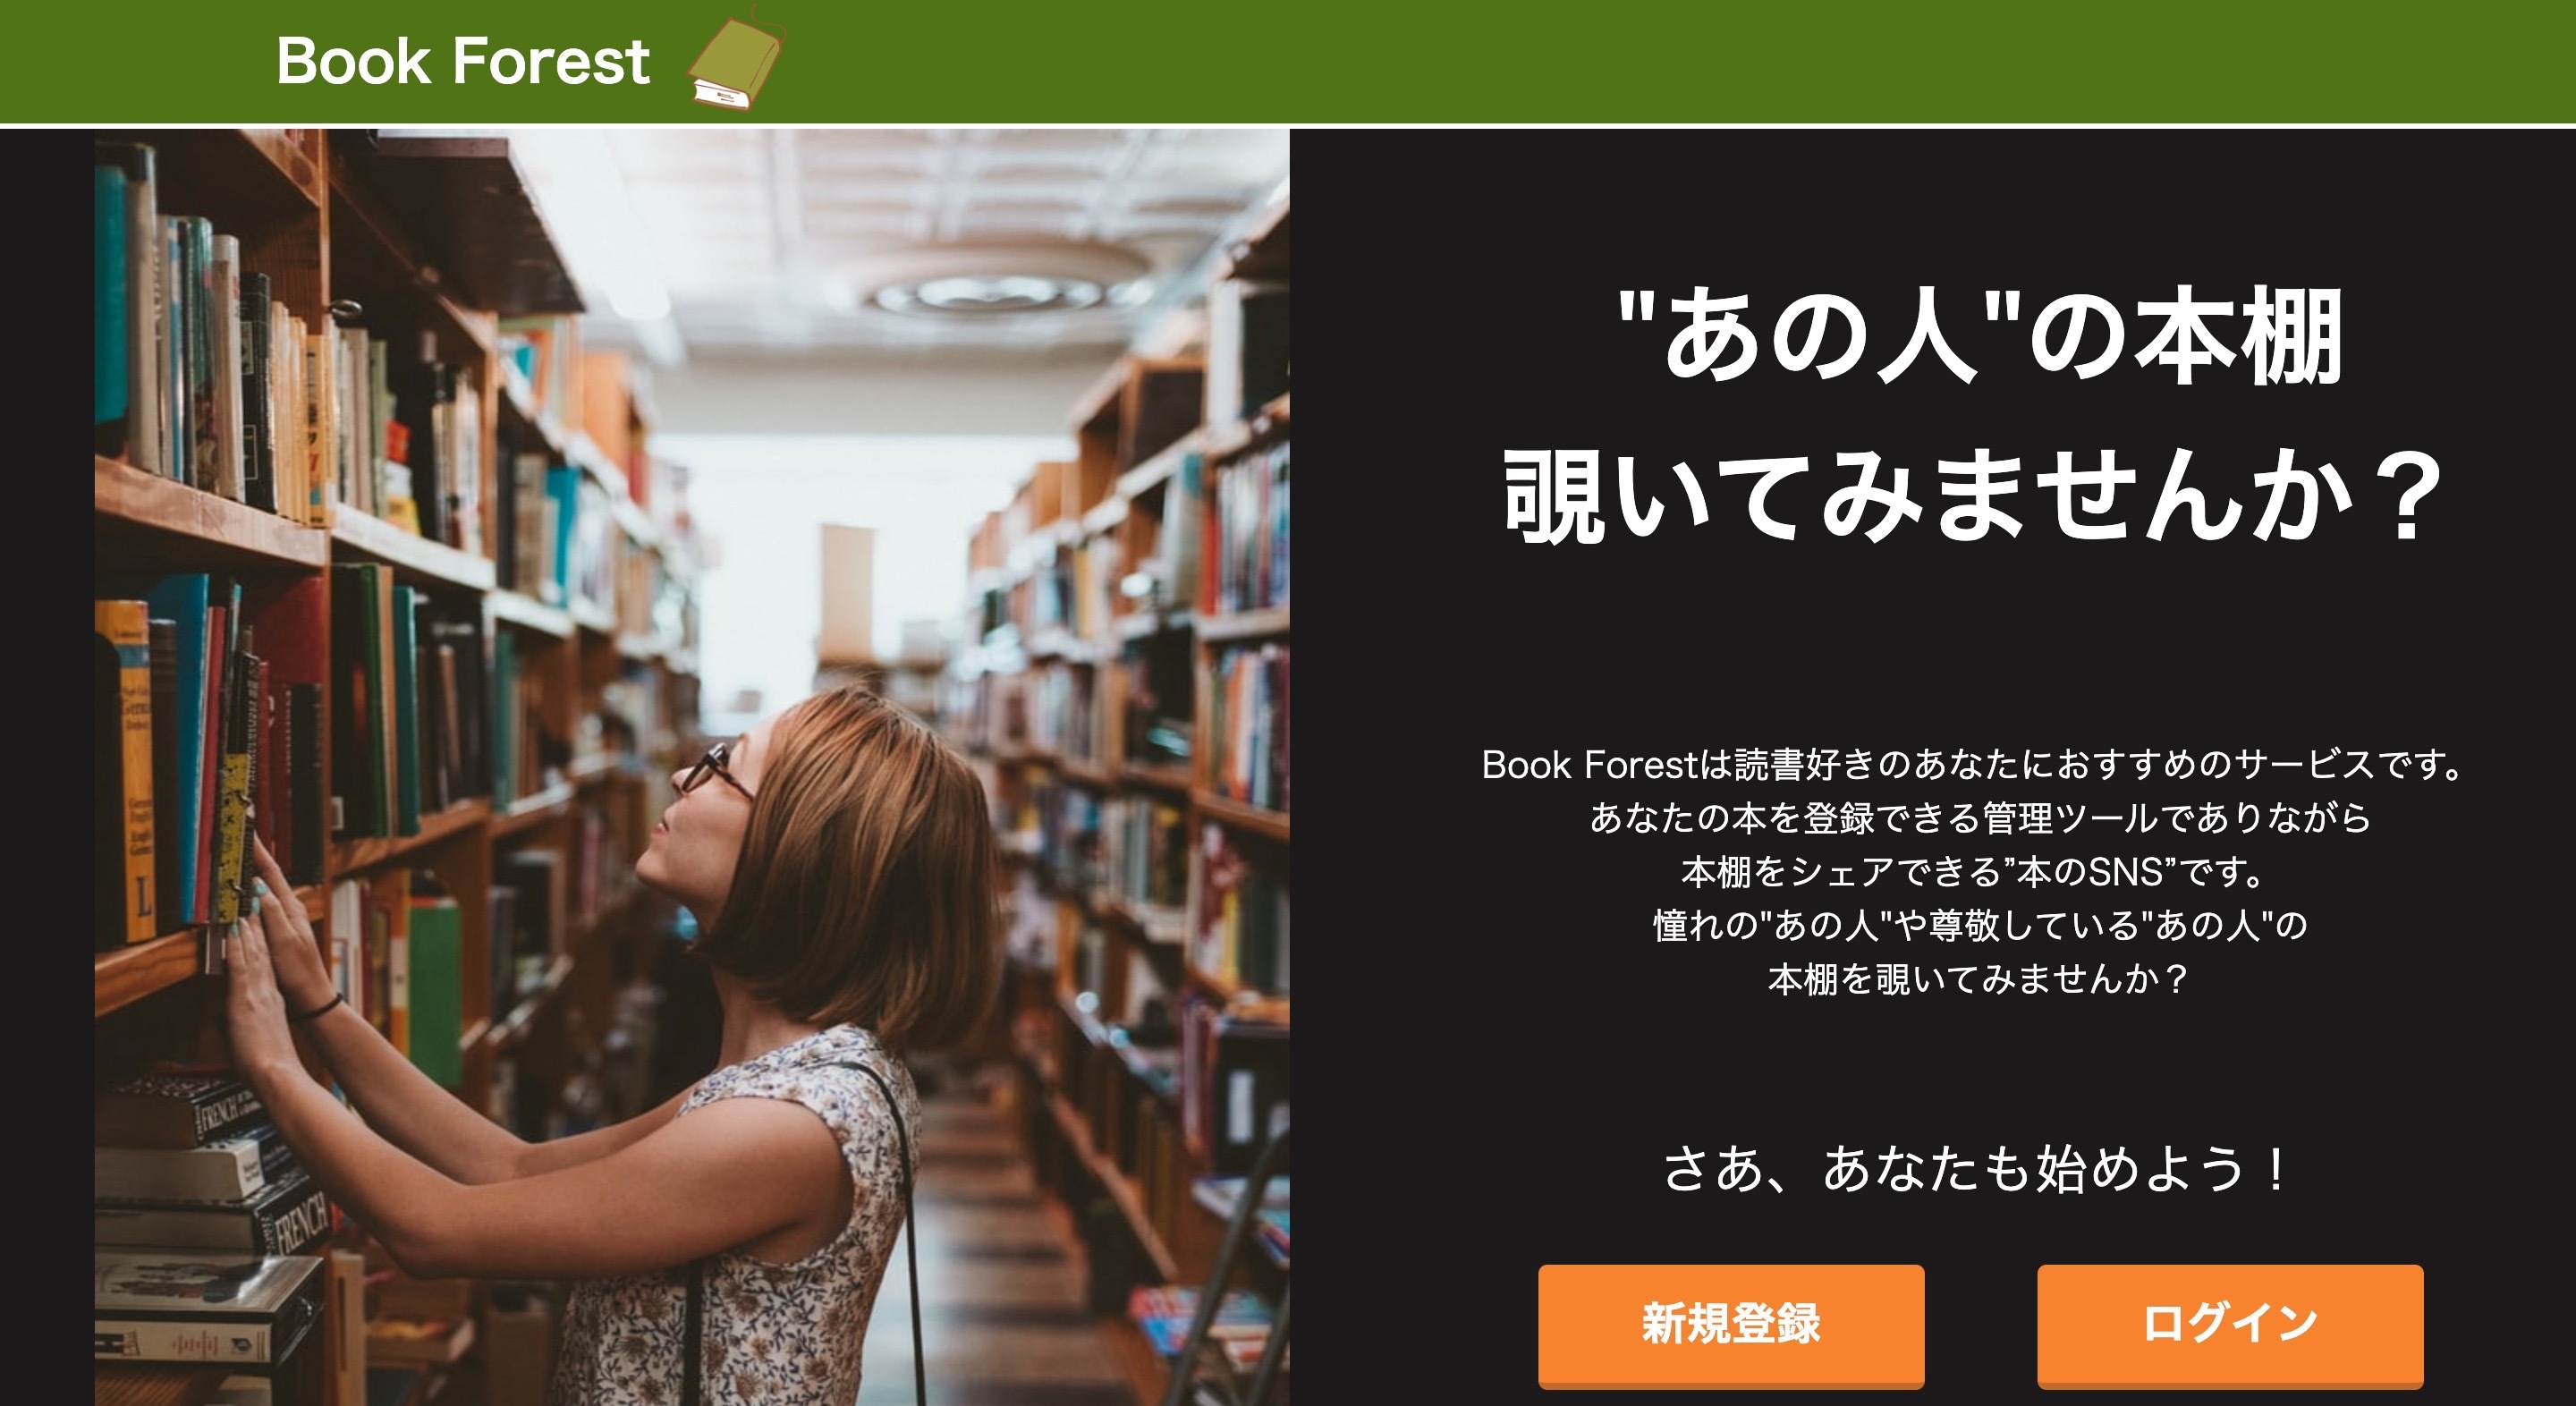 Book Forest
"あの人"の本棚
覗いてみませんか？
Book Forestは読書好きのあなたにおすすめのサービスです。
あなたの本を登録できる管理ツールでありながら
本棚をシェアできる”本のSNS”です。
憧れの"あの人"や尊敬している"あの人"の
本棚を覗いてみませんか？
さあ、あなたも始めよう！
新規登録
ログイン
FRENCH
FRENCH
L